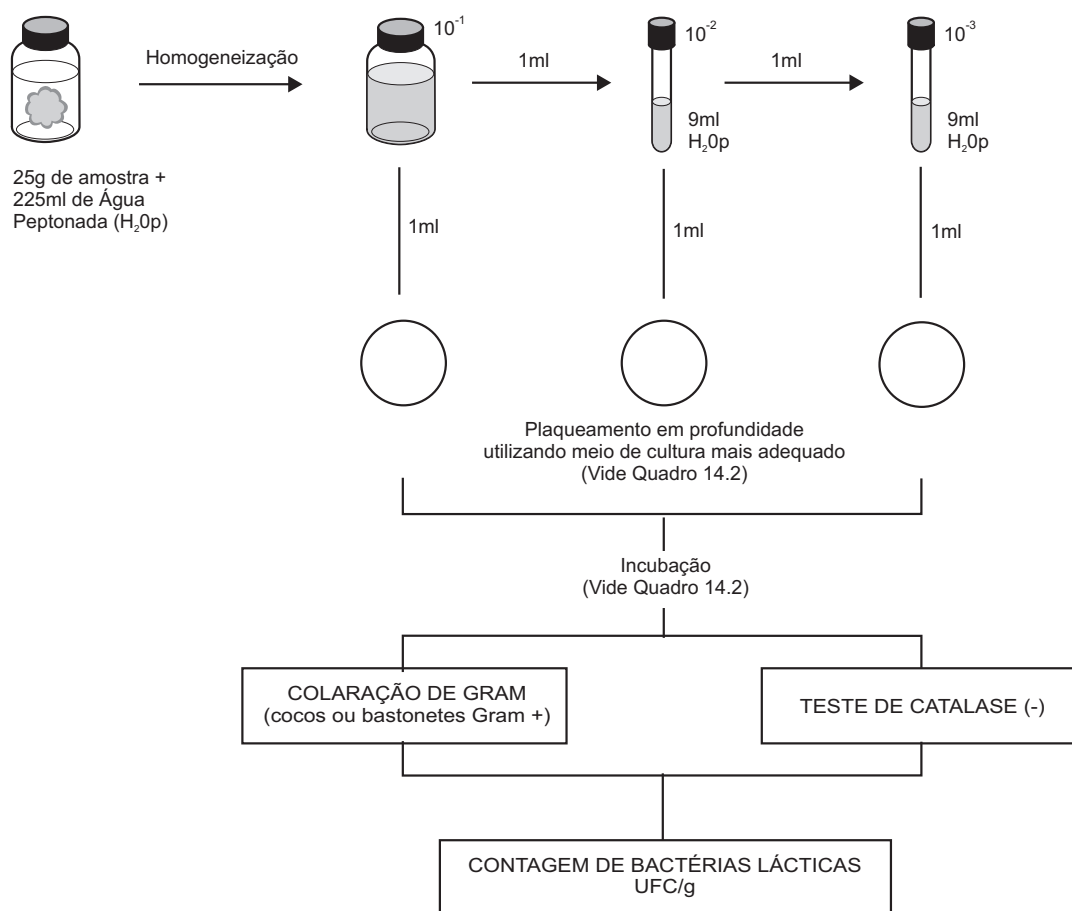 10⁻¹
10⁻²
10⁻³
Homogeneização
1ml
1ml
9ml
H₂0p
9ml
H₂0p
25g de amostra +
225ml de Água
Peptonada (H₂0p)
1ml
1ml
1ml
Plaqueamento em profundidade
utilizando meio de cultura mais adequado
(Vide Quadro 14.2)
Incubação
(Vide Quadro 14.2)
COLARAÇÃO DE GRAM
(cocos ou bastonetes Gram +)
TESTE DE CATALASE (-)
CONTAGEM DE BACTÉRIAS LÁCTICAS
UFC/g